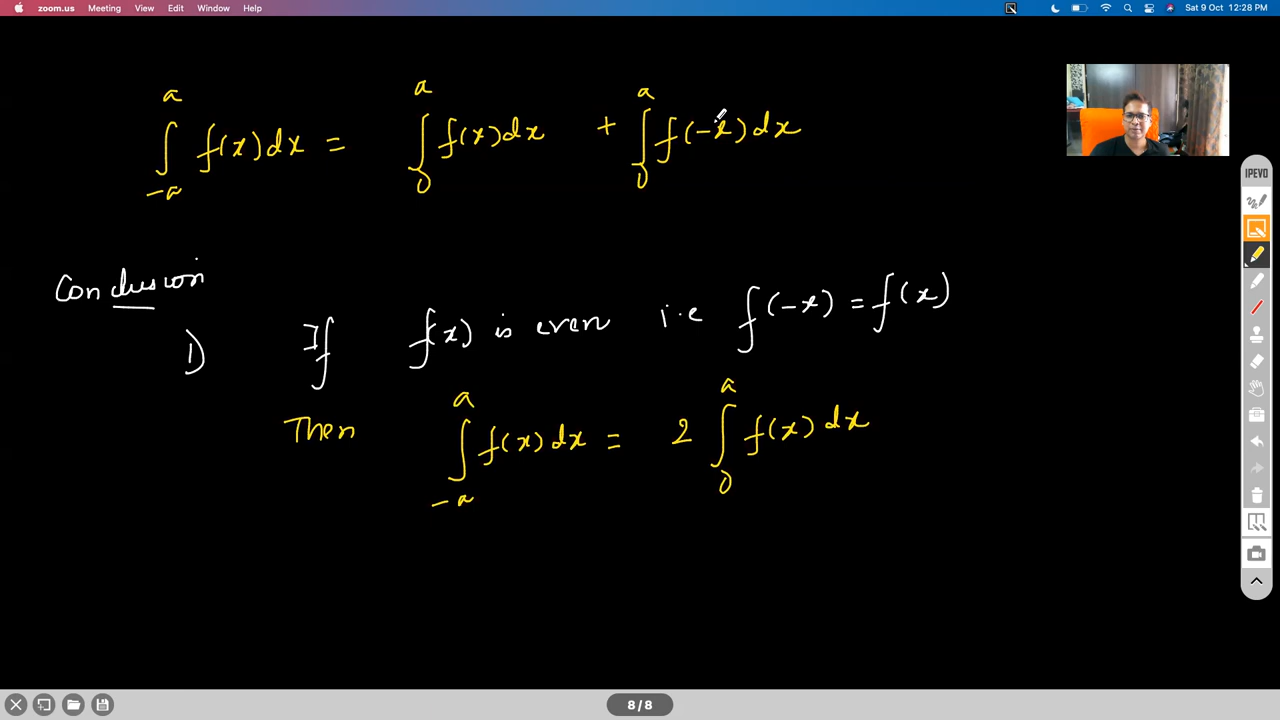 zoom.us Meeting View Edit Window Help Sat 9 Oct 12:28 PM
∫_{-a}^{a} f(x)dx = ∫_{0}^{a} f(x)dx + ∫_{0}^{a} f(-x)dx
IPEVO
Conclusion
1) If f(x) is even i.e f(-x) = f(x)
Then ∫_{-a}^{a} f(x)dx = 2 ∫_{0}^{a} f(x)dx
8/8